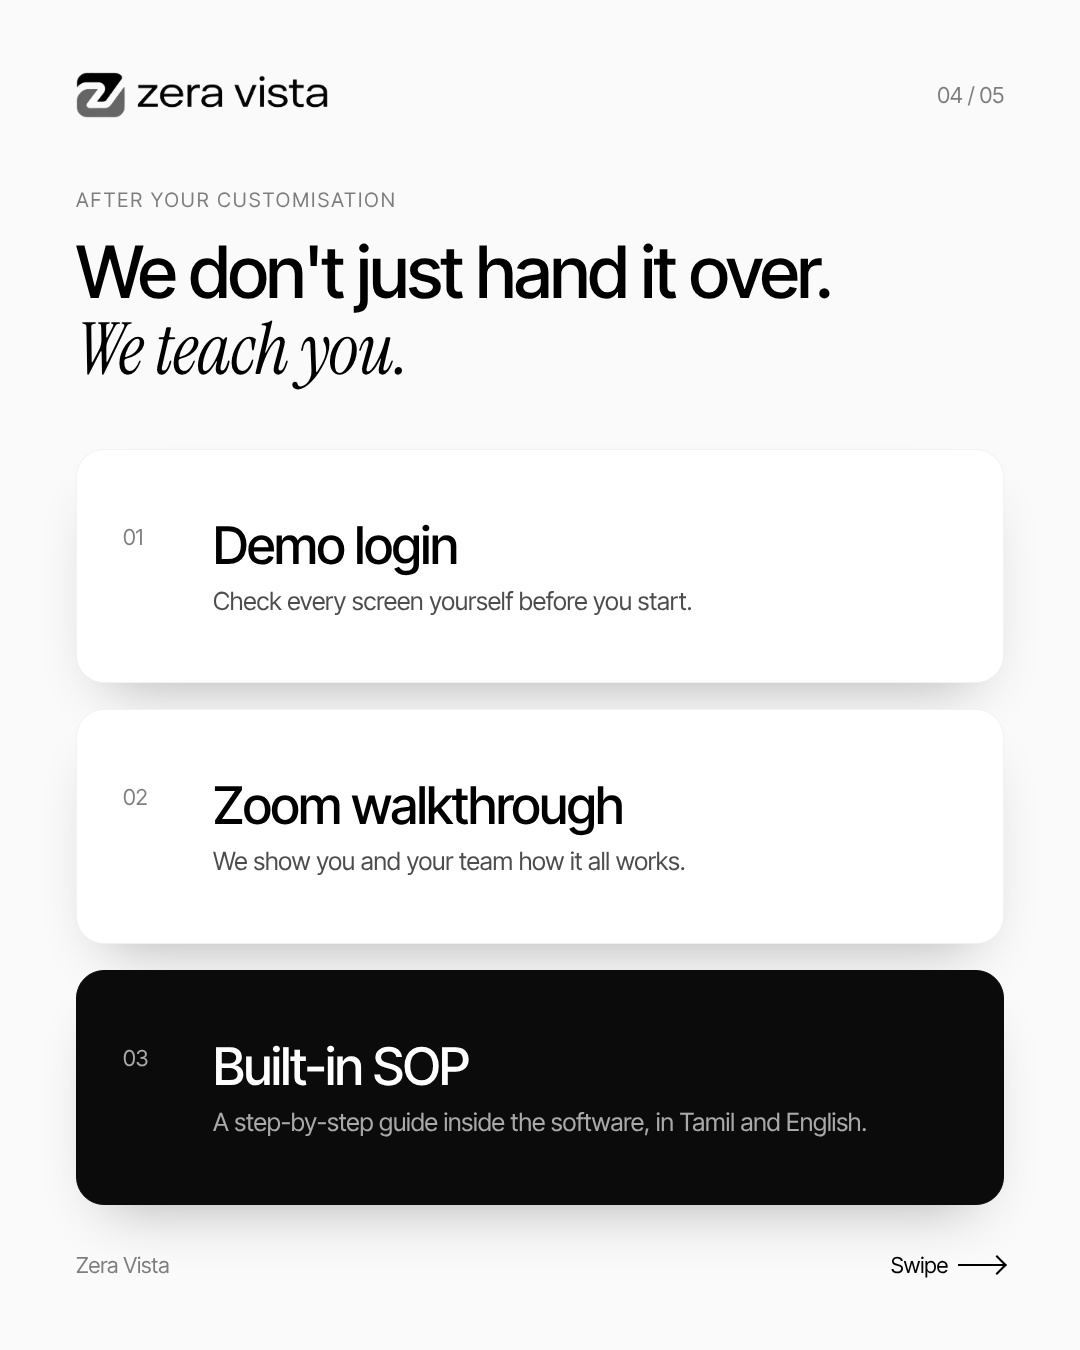 zera vista
04 / 05
AFTER YOUR CUSTOMISATION
We don't just hand it over.
We teach you.
01
Demo login
Check every screen yourself before you start.
02
Zoom walkthrough
We show you and your team how it all works.
03
Built-in SOP
A step-by-step guide inside the software, in Tamil and English.
Zera Vista
Swipe